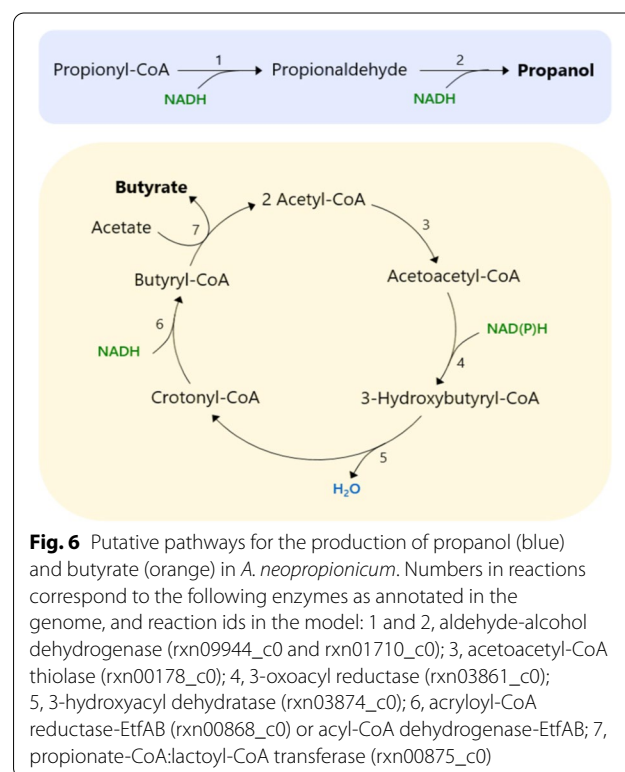 Propionyl-CoA 1 Propionaldehyde 2 Propanol
NADH NADH
Butyrate
2 Acetyl-CoA
Acetate 7 3
Butyryl-CoA Acetoacetyl-CoA
6 NAD(P)H
NADH 4
Crotonyl-CoA 3-Hydroxybutyryl-CoA
5
H₂O
Fig. 6 Putative pathways for the production of propanol (blue)
and butyrate (orange) in A. neopropionicum. Numbers in reactions
correspond to the following enzymes as annotated in the
genome, and reaction ids in the model: 1 and 2, aldehyde-alcohol
dehydrogenase (rxn09944_c0 and rxn01710_c0); 3, acetoacetyl-CoA
thiolase (rxn00178_c0); 4, 3-oxoacyl reductase (rxn03861_c0);
5, 3-hydroxyacyl dehydratase (rxn03874_c0); 6, acryloyl-CoA
reductase-EtfAB (rxn00868_c0) or acyl-CoA dehydrogenase-EtfAB; 7,
propionate-CoA:lactoyl-CoA transferase (rxn00875_c0)